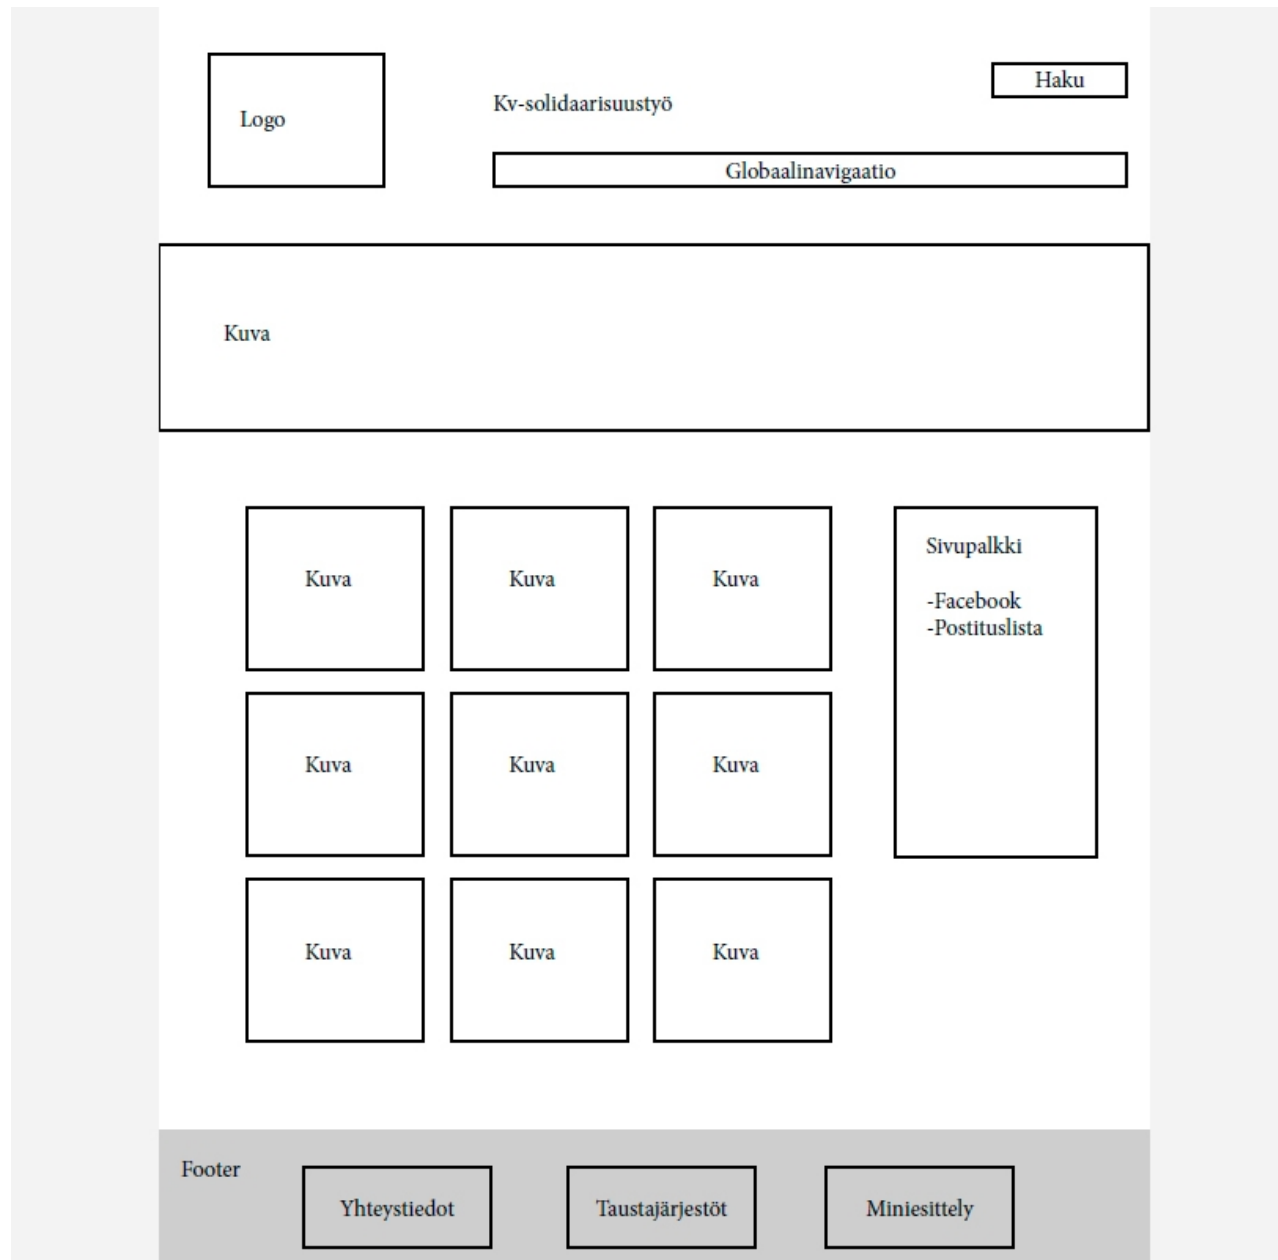 Logo
Kv-solidaarisuustyö
Haku
Globaalinavigaatio
Kuva
Kuva
Kuva
Kuva
Sivupalkki
-Facebook
-Postituslista
Kuva
Kuva
Kuva
Kuva
Kuva
Kuva
Footer
Yhteystiedot
Taustajärjestöt
Miniesittely